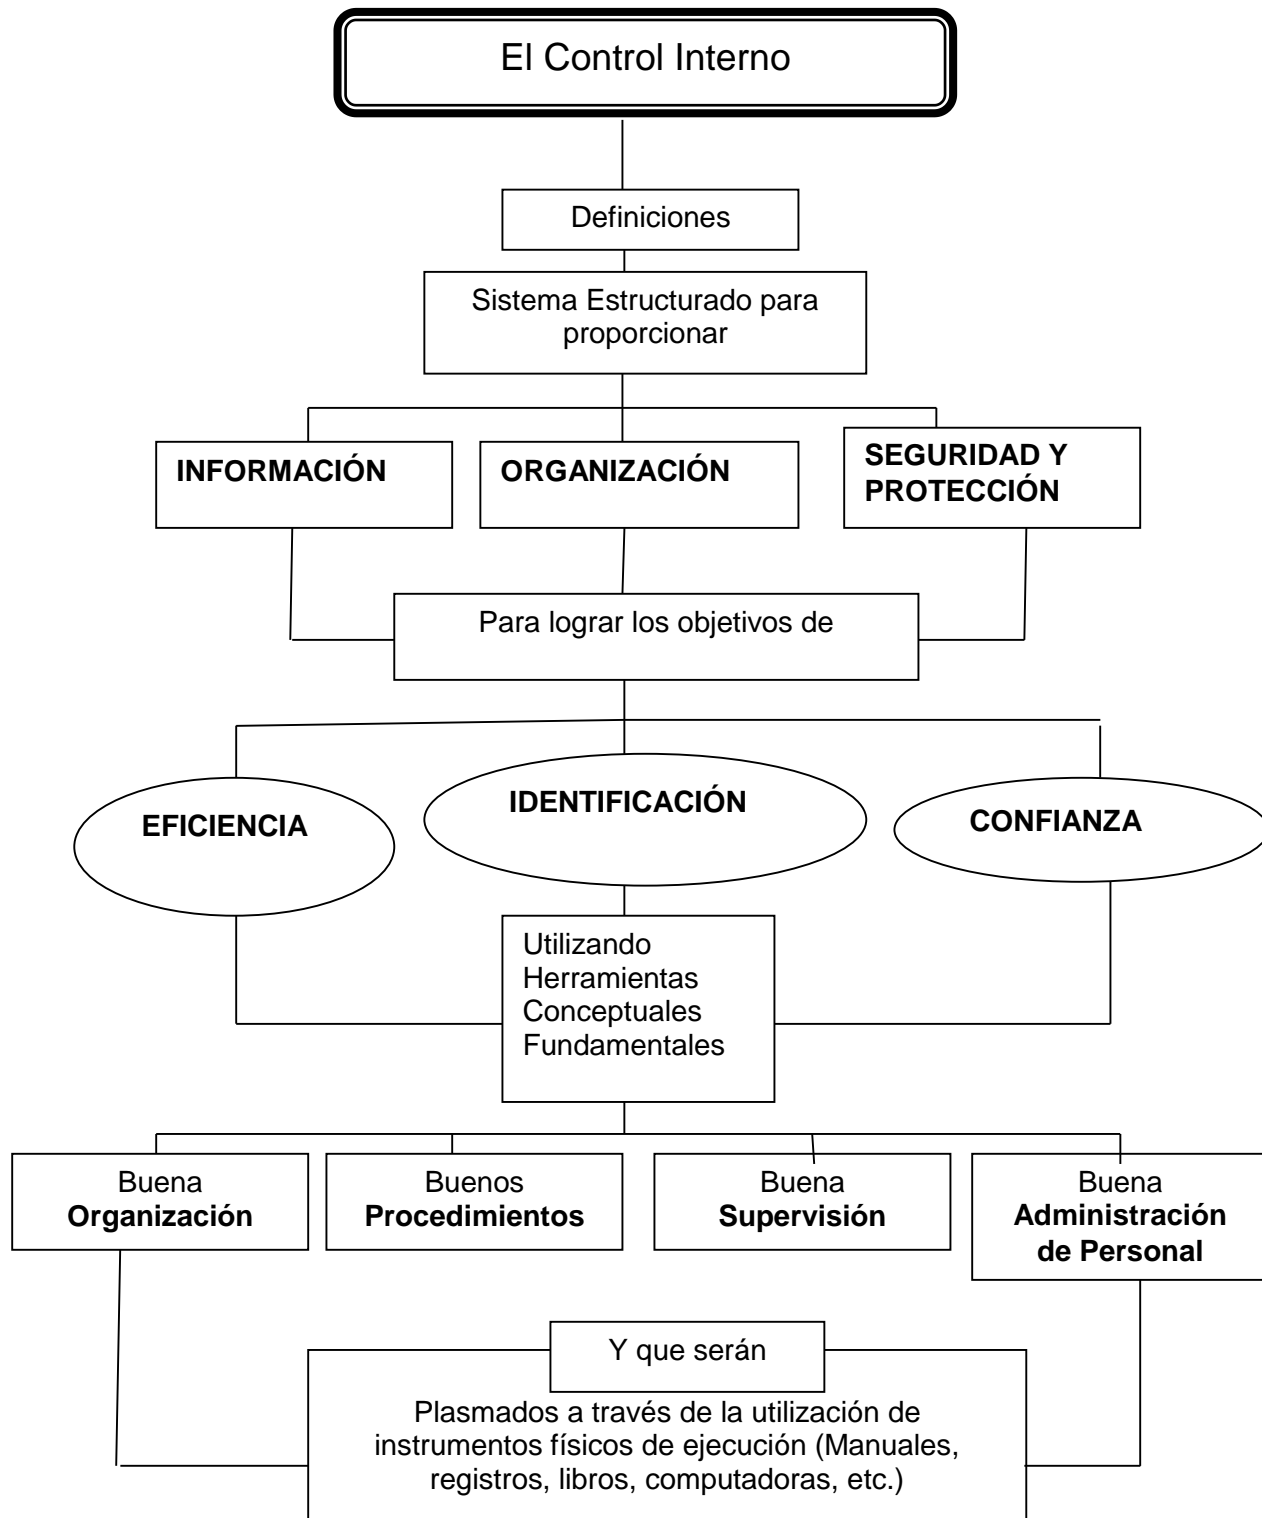 El Control Interno
Definiciones
Sistema Estructurado para
proporcionar
INFORMACIÓN
ORGANIZACIÓN
SEGURIDAD Y
PROTECCIÓN
Para lograr los objetivos de
EFICIENCIA
IDENTIFICACIÓN
CONFIANZA
Utilizando
Herramientas
Conceptuales
Fundamentales
Buena
Organización
Buenos
Procedimientos
Buena
Supervisión
Buena
Administración
de Personal
Y que serán
Plasmados a través de la utilización de
instrumentos físicos de ejecución (Manuales,
registros, libros, computadoras, etc.)